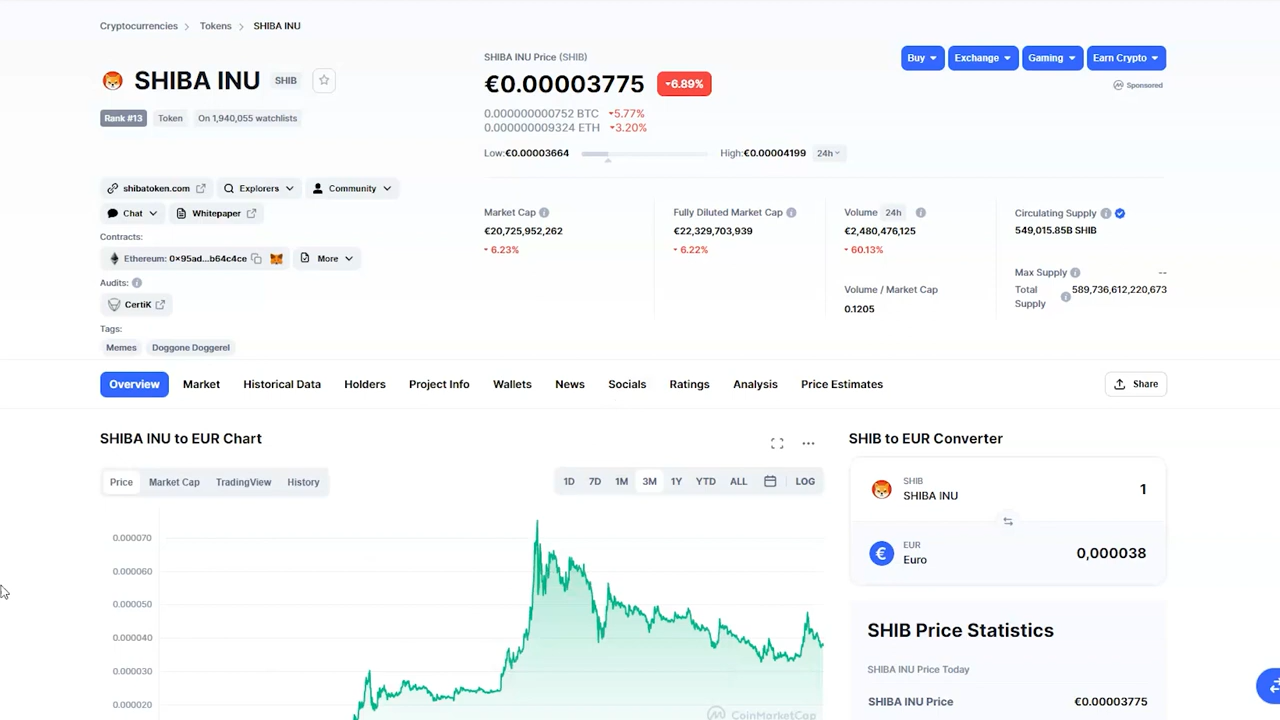 Cryptocurrencies > Tokens > SHIBA INU
SHIBA INU SHIB
Rank #13 Token On 1,940,055 watchlists
shibatoken.com Explorers Community
Chat Whitepaper
Contracts:
Ethereum: 0x95ad...b64c4ce More
Audits:
CertiK
Tags:
Memes Doggone Doggerel
SHIBA INU Price (SHIB)
€0.00003775 6.89%
0.000000000752 BTC 5.77%
0.000000009324 ETH 3.20%
Low:€0.00003664 High:€0.00004199 24h
Buy Exchange Gaming Earn Crypto
Sponsored
Market Cap
€20,725,952,262
6.23%
Fully Diluted Market Cap
€22,329,703,939
6.22%
Volume 24h
€2,480,476,125
60.13%
Volume / Market Cap
0.1205
Circulating Supply
549,015.85B SHIB
Max Supply --
Total Supply 589,736,612,220,673
Overview Market Historical Data Holders Project Info Wallets News Socials Ratings Analysis Price Estimates Share
SHIBA INU to EUR Chart
Price Market Cap TradingView History 1D 7D 1M 3M 1Y YTD ALL LOG
0.000070
0.000060
0.000050
0.000040
0.000030
0.000020
CoinMarketCap
SHIB to EUR Converter
SHIB
SHIBA INU 1
EUR
Euro 0,000038
SHIB Price Statistics
SHIBA INU Price Today
SHIBA INU Price €0.00003775